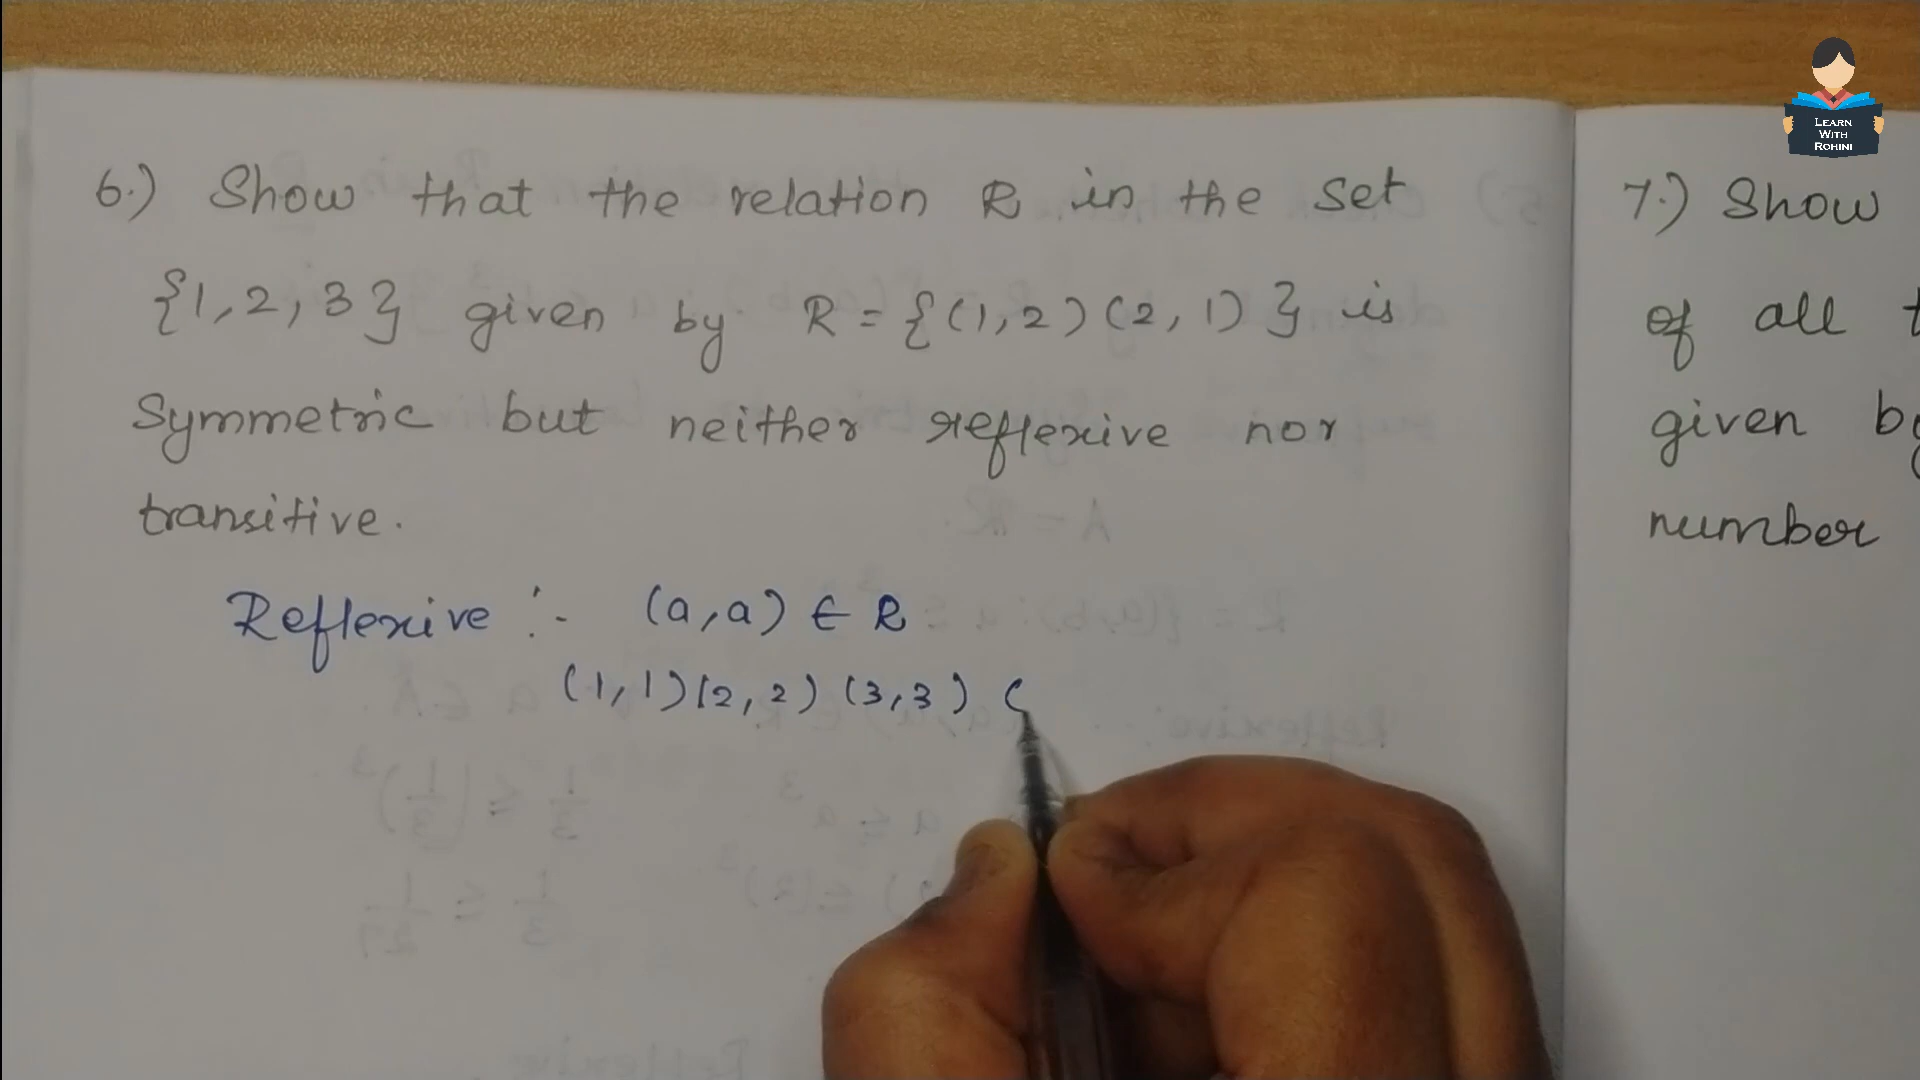 6.) Show that the relation R in the set
{1,2,3} given by R = {(1,2)(2,1)} is
Symmetric but neither reflexive nor
transitive.
Reflexive :- (a,a) ∈ R
(1,1)(2,2)(3,3) (
7.) Show
of all t
given by
number
LEARN
WITH
ROHINI